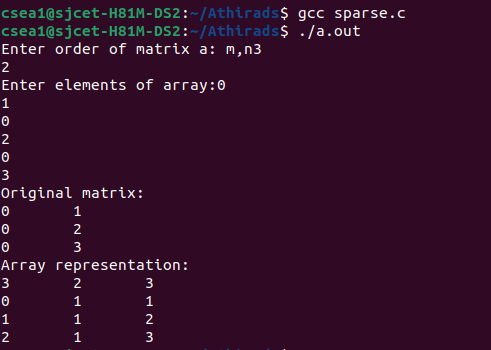 csea1@sjcet-H81M-DS2:~/Athirads$ gcc sparse.c
csea1@sjcet-H81M-DS2:~/Athirads$ ./a.out
Enter order of matrix a: m,n3
2
Enter elements of array:0
1
0
2
0
3
Original matrix:
0 1
0 2
0 3
Array representation:
3 2 3
0 1 1
1 1 2
2 1 3